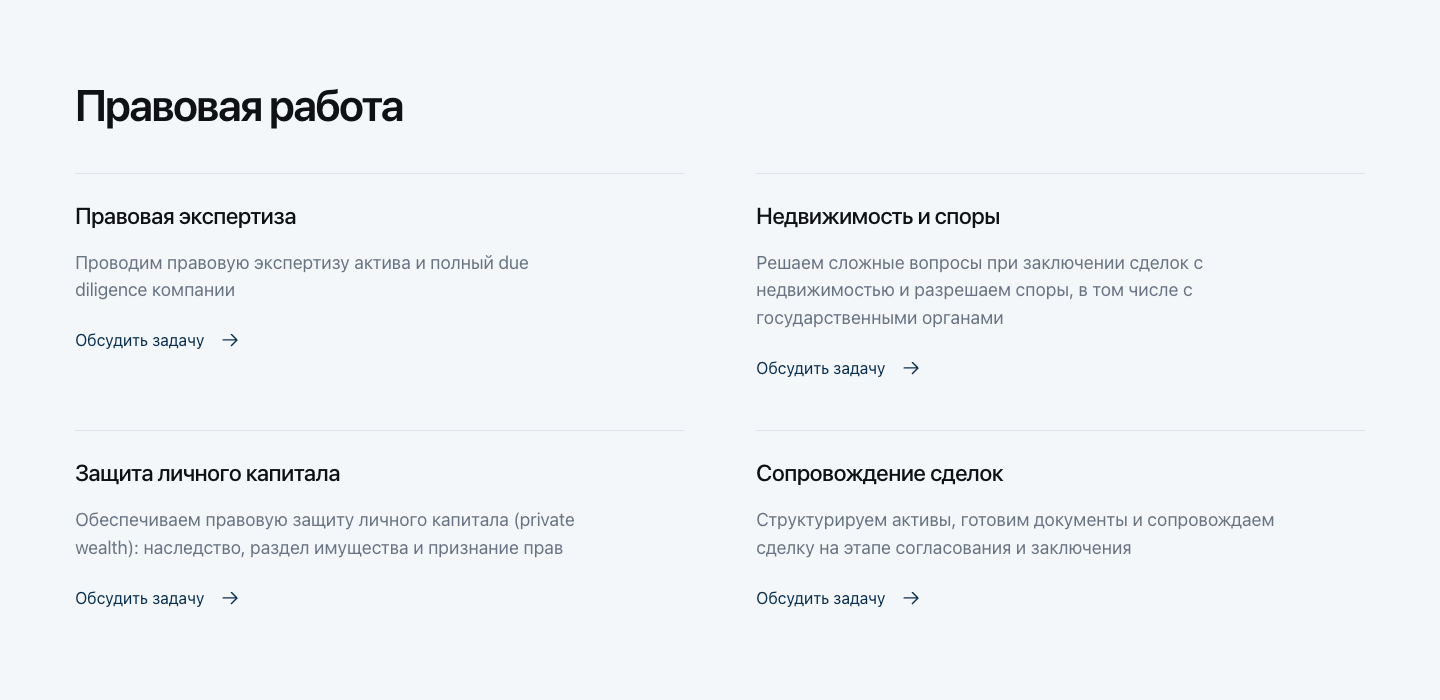 Правовая работа
Правовая экспертиза
Проводим правовую экспертизу актива и полный due
diligence компании
Обсудить задачу
Недвижимость и споры
Решаем сложные вопросы при заключении сделок с
недвижимостью и разрешаем споры, в том числе с
государственными органами
Обсудить задачу
Защита личного капитала
Обеспечиваем правовую защиту личного капитала (private
wealth): наследство, раздел имущества и признание прав
Обсудить задачу
Сопровождение сделок
Структурируем активы, готовим документы и сопровождаем
сделку на этапе согласования и заключения
Обсудить задачу